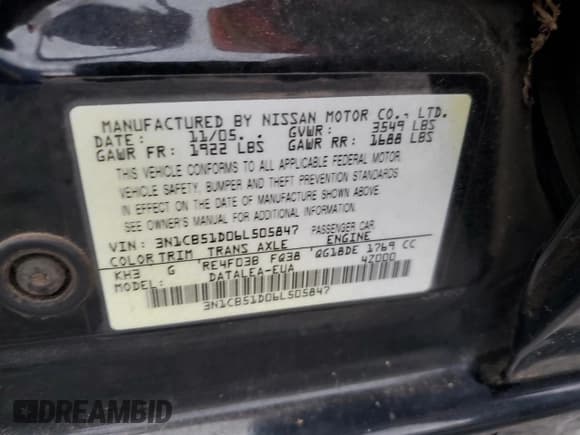 MANUFACTURED BY NISSAN MOTOR CO., LTD.
DATE: 11/05. . GVWR: 3549 LBS
GAWR FR: 1922 LBS GAWR RR: 1688 LBS
THIS VEHICLE CONFORMS TO ALL APPLICABLE FEDERAL MOTOR
VEHICLE SAFETY, BUMPER AND THEFT PREVENTION STANDARDS
IN EFFECT ON THE DATE OF MANUFACTURE SHOWN ABOVE.
SEE OWNER'S MANUAL FOR ADDITIONAL INFORMATION.
VIN: 3N1CB51D06L505847 PASSENGER CAR
COLOR TRIM TRANS AXLE ENGINE
KH3 G 'RE4F03B FQ38 'QG18DE 1769 CC
MODEL: DATALEA-EUA 42000
3N1CB51D06L505847
DREAMBID